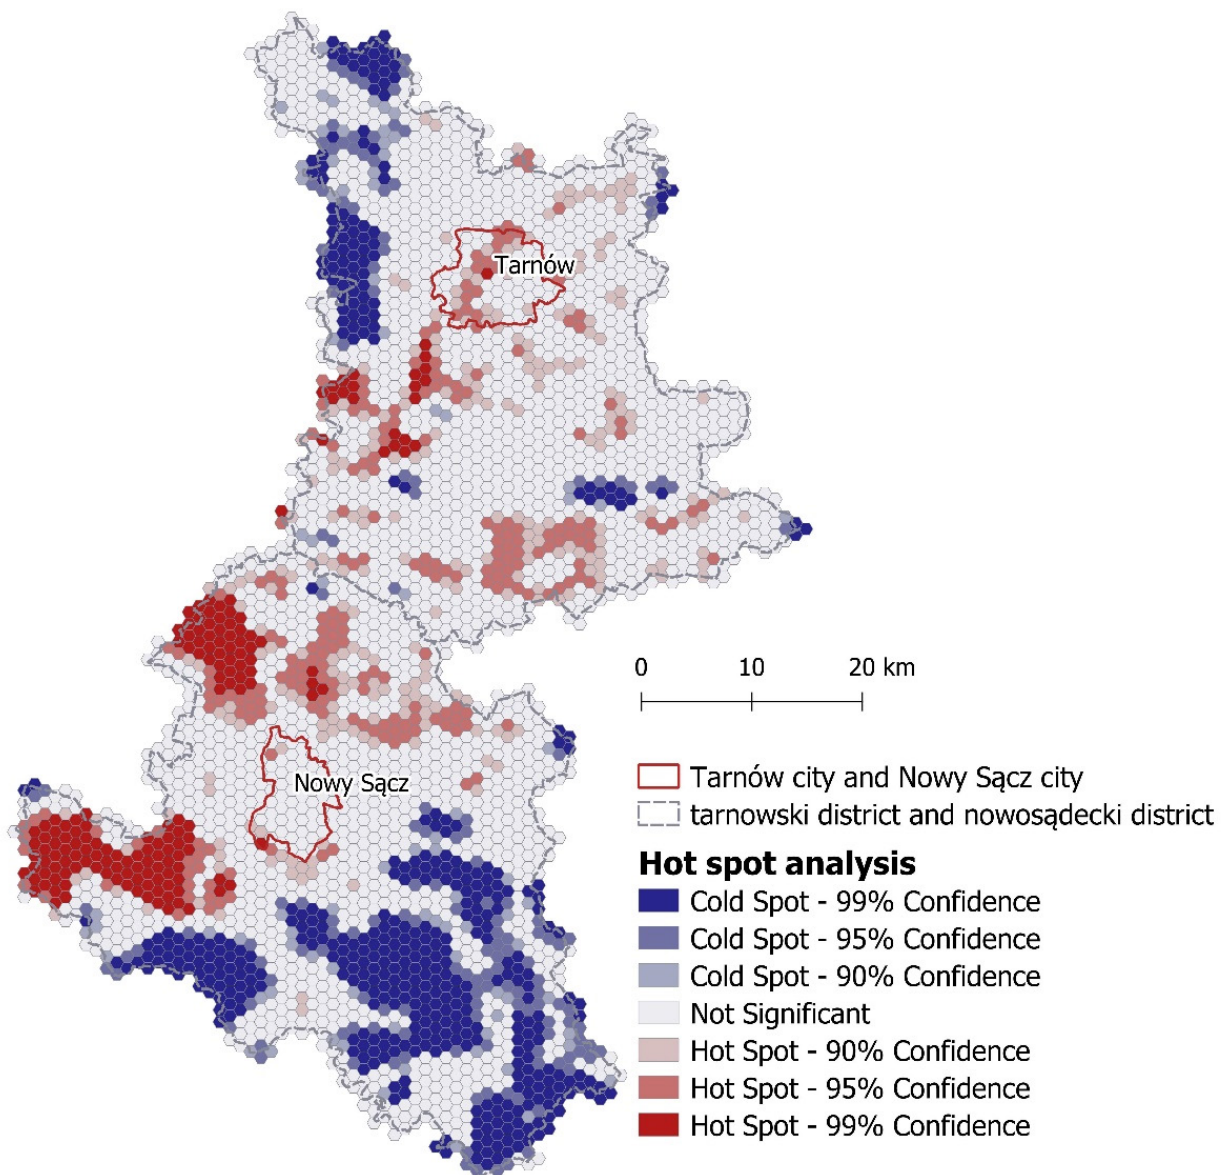 Tarnów
0 10 20 km
Nowy Sącz
Tarnów city and Nowy Sącz city
tarnowski district and nowosądecki district
Hot spot analysis
Cold Spot - 99% Confidence
Cold Spot - 95% Confidence
Cold Spot - 90% Confidence
Not Significant
Hot Spot - 90% Confidence
Hot Spot - 95% Confidence
Hot Spot - 99% Confidence